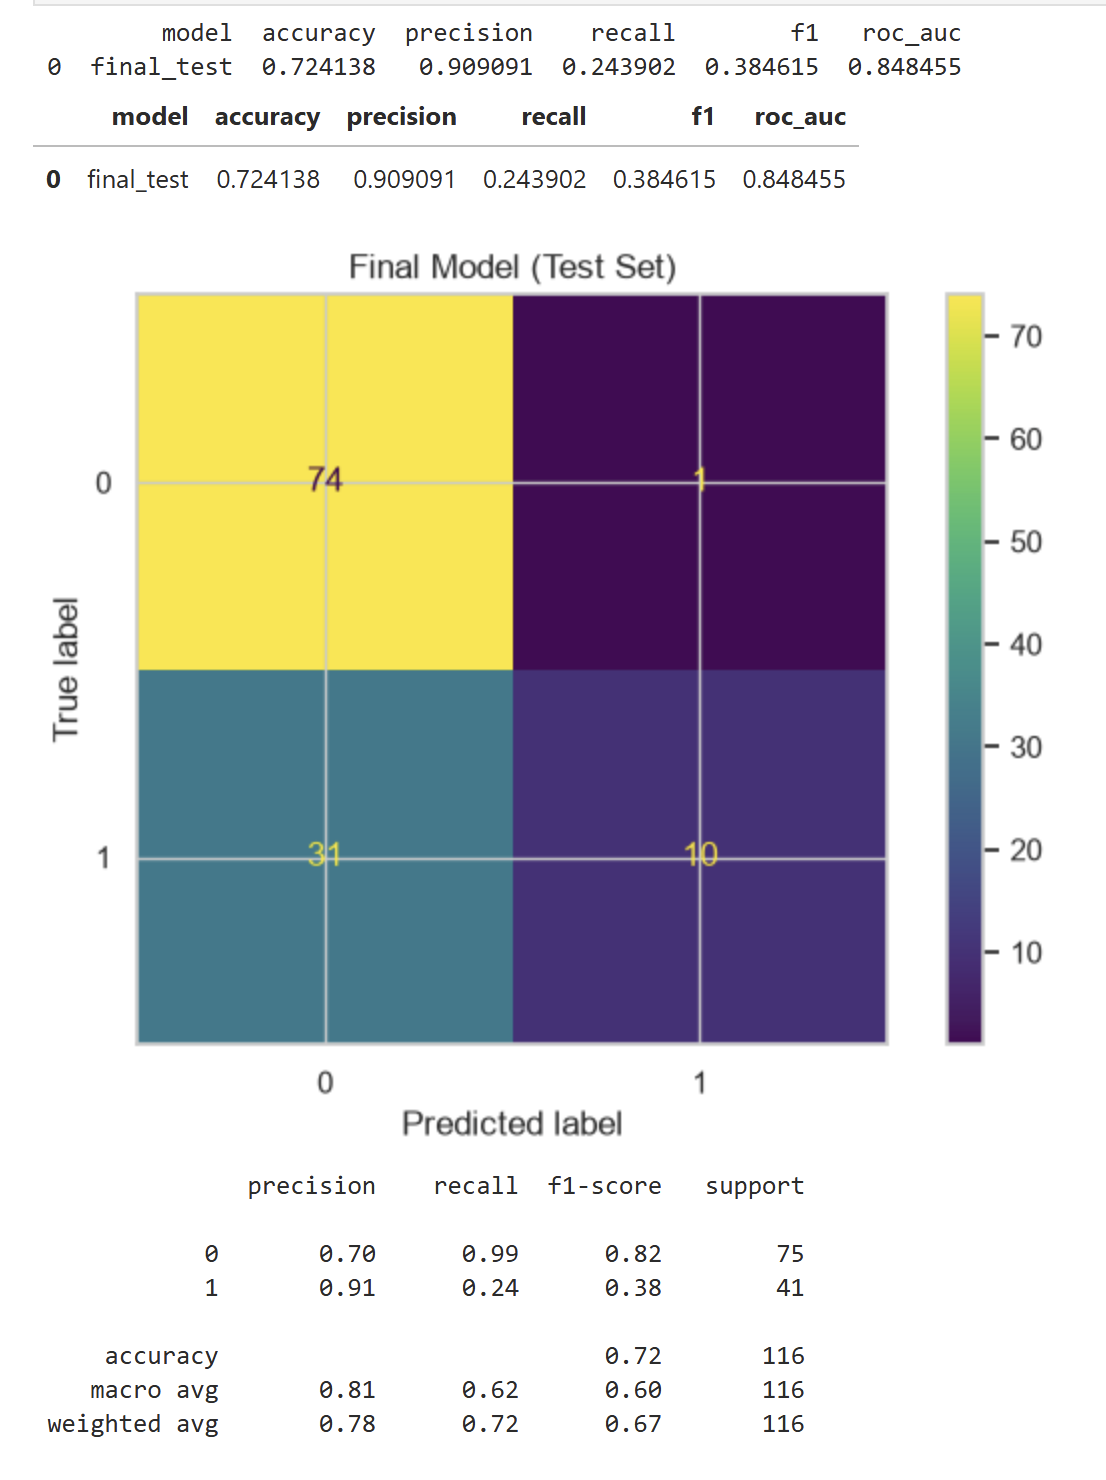 model accuracy precision recall f1 roc_auc
0 final_test 0.724138 0.909091 0.243902 0.384615 0.848455
model accuracy precision recall f1 roc_auc
0 final_test 0.724138 0.909091 0.243902 0.384615 0.848455
Final Model (Test Set)
70
60
50
40
30
20
10
True label
0
74 1
1
31 10
0 1
Predicted label
precision recall f1-score support
0 0.70 0.99 0.82 75
1 0.91 0.24 0.38 41
accuracy 0.72 116
macro avg 0.81 0.62 0.60 116
weighted avg 0.78 0.72 0.67 116